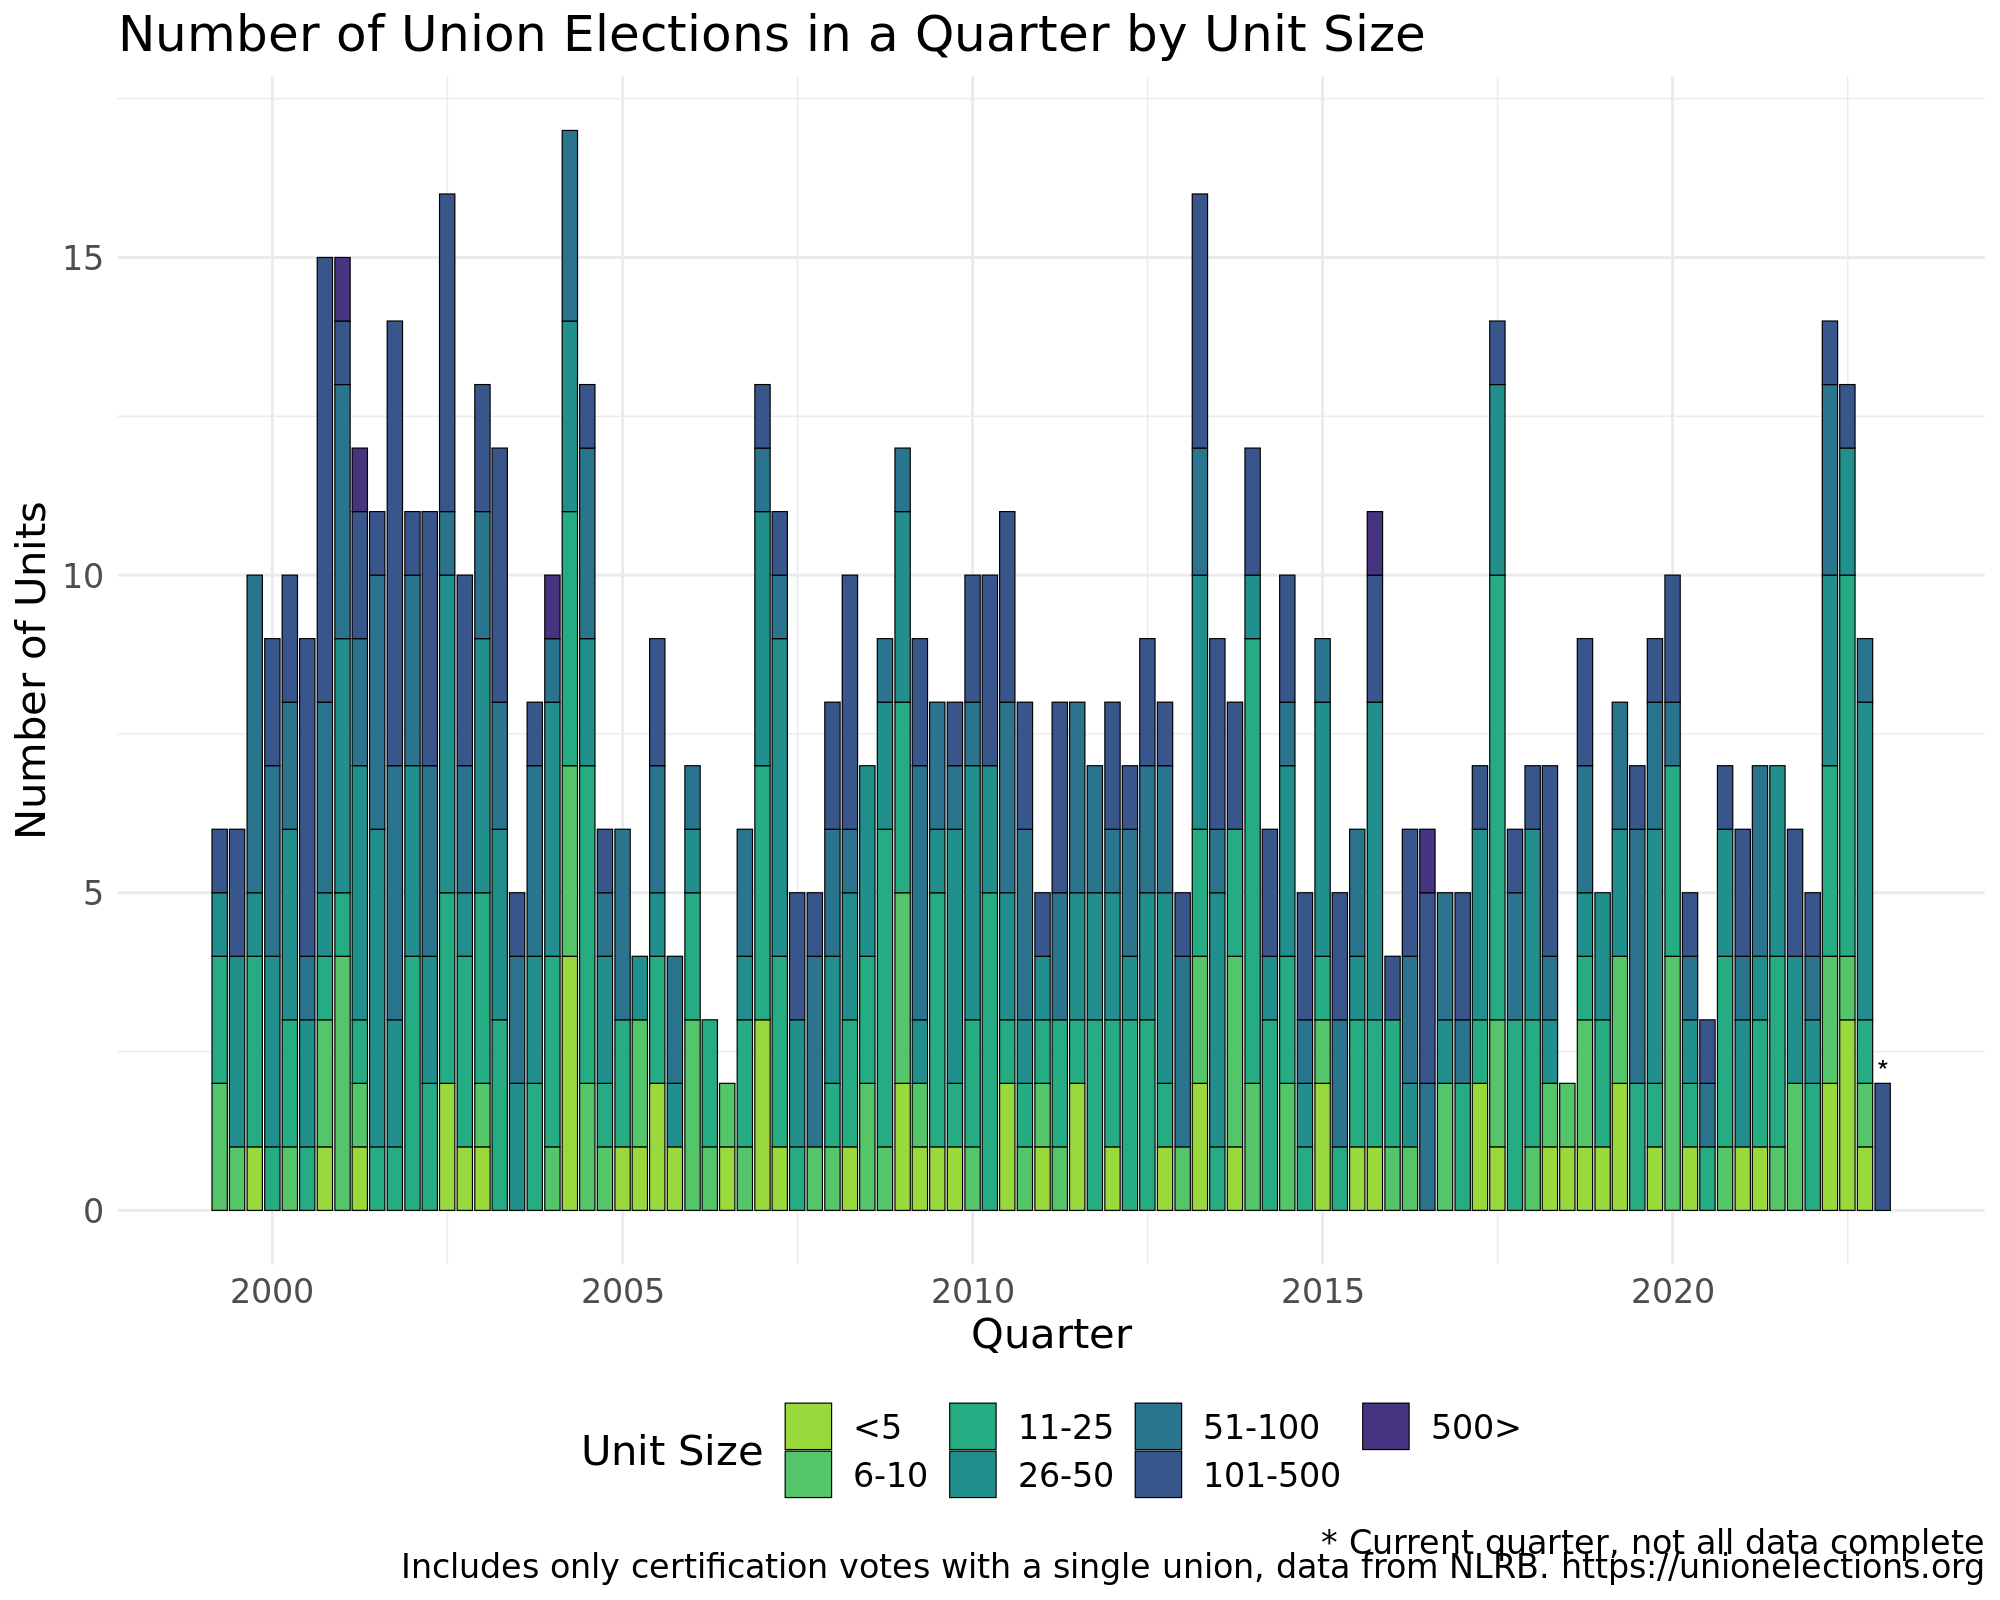 Number of Union Elections in a Quarter by Unit Size
Number of Units
15
10
5
0
*
2000 2005 2010 2015 2020
Quarter
Unit Size
<5 11-25 51-100 500>
6-10 26-50 101-500
* Current quarter, not all data complete
Includes only certification votes with a single union, data from NLRB. https://unionelections.org